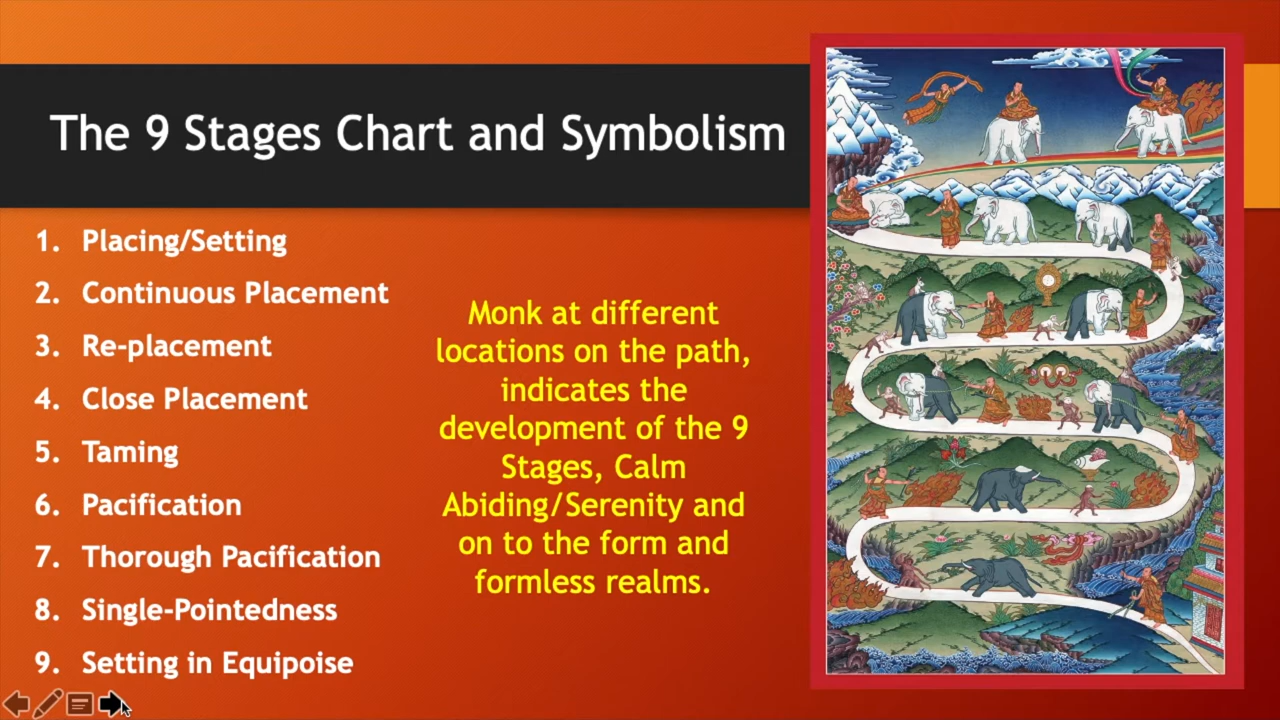 The 9 Stages Chart and Symbolism
1. Placing/Setting
2. Continuous Placement
3. Re-placement
4. Close Placement
5. Taming
6. Pacification
7. Thorough Pacification
8. Single-Pointedness
9. Setting in Equipoise
Monk at different
locations on the path,
indicates the
development of the 9
Stages, Calm
Abiding/Serenity and
on to the form and
formless realms.